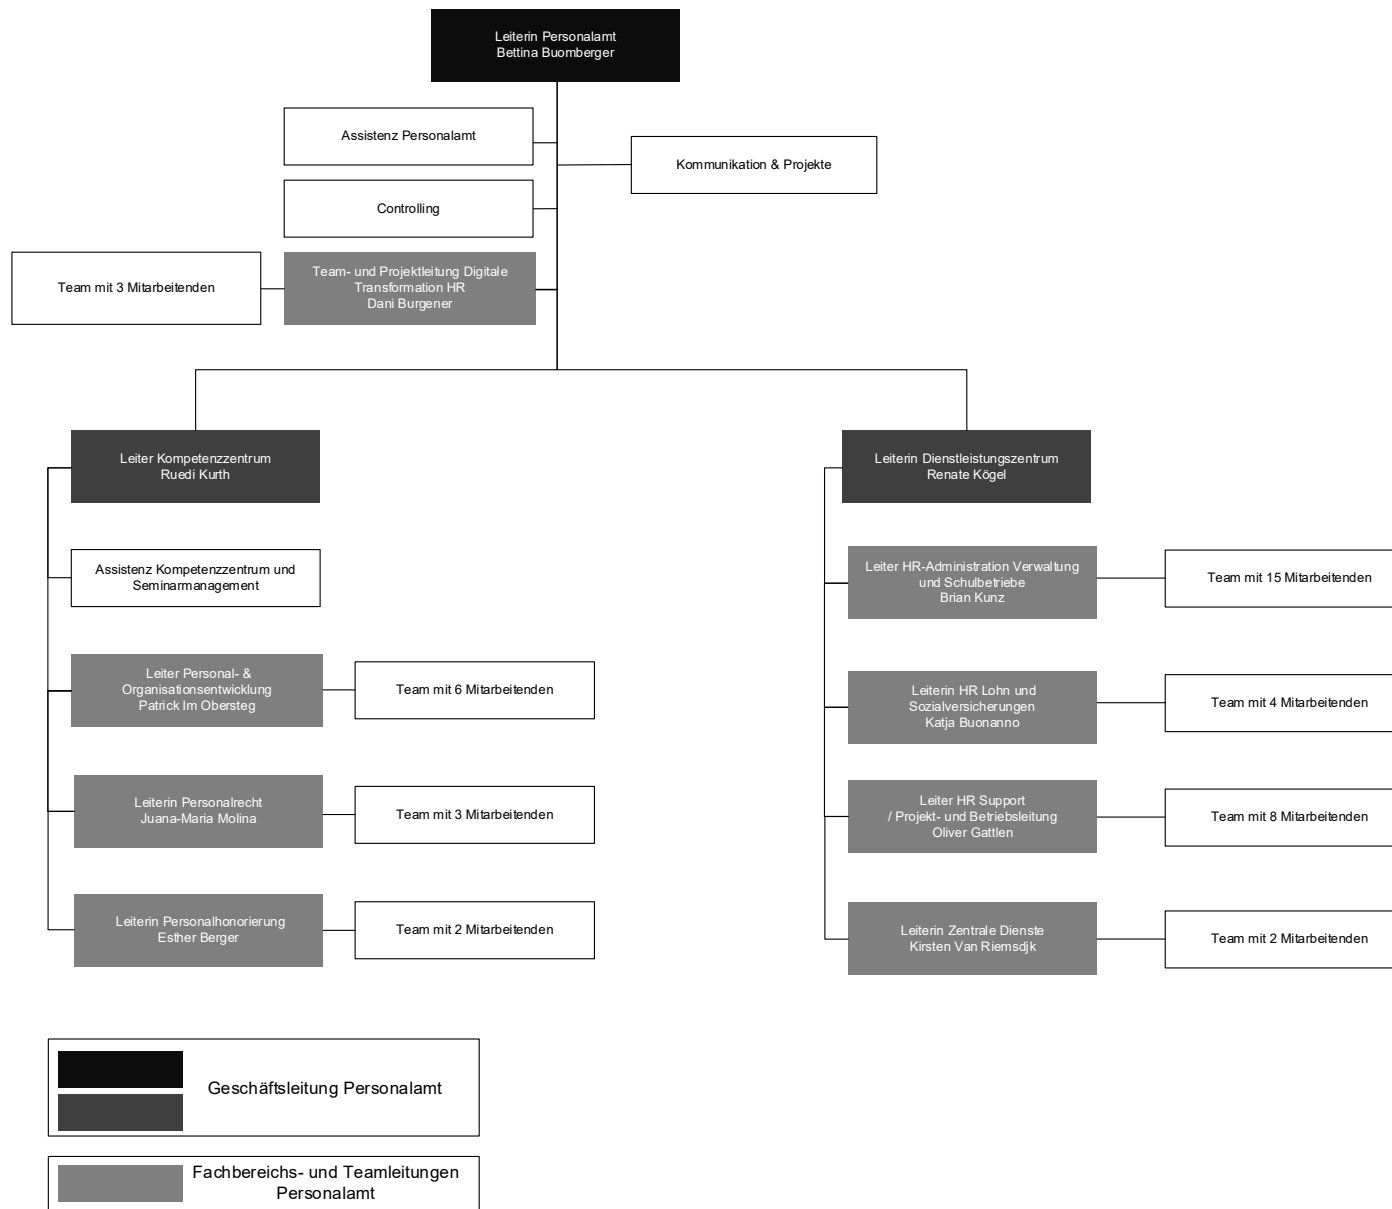 Leiterin Personalamt
Bettina Buomberger
Assistenz Personalamt
Kommunikation & Projekte
Controlling
Team mit 3 Mitarbeitenden
Team- und Projektleitung Digitale
Transformation HR
Dani Burgener
Leiter Kompetenzzentrum
Ruedi Kurth
Assistenz Kompetenzzentrum und
Seminarmanagement
Leiter Personal- &
Organisationsentwicklung
Patrick Im Obersteg
Team mit 6 Mitarbeitenden
Leiterin Personalrecht
Juana-Maria Molina
Team mit 3 Mitarbeitenden
Leiterin Personalhonorierung
Esther Berger
Team mit 2 Mitarbeitenden
Leiterin Dienstleistungszentrum
Renate Kögel
Leiter HR-Administration Verwaltung
und Schulbetriebe
Brian Kunz
Team mit 15 Mitarbeitenden
Leiterin HR Lohn und
Sozialversicherungen
Katja Buonanno
Team mit 4 Mitarbeitenden
Leiter HR Support
/ Projekt- und Betriebsleitung
Oliver Gattlen
Team mit 8 Mitarbeitenden
Leiterin Zentrale Dienste
Kirsten Van Riemsdjk
Team mit 2 Mitarbeitenden
Geschäftsleitung Personalamt
Fachbereichs- und Teamleitungen
Personalamt